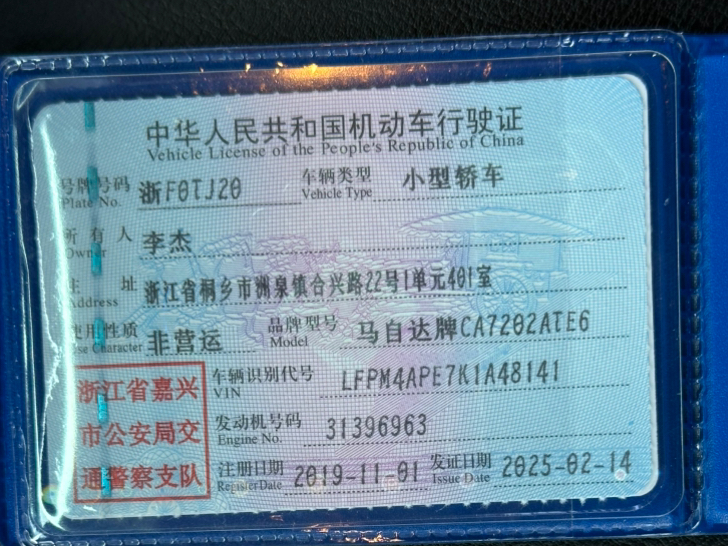 中华人民共和国机动车行驶证
Vehicle License of the People's Republic of China
号牌号码 浙F0TJ20 车辆类型 小型轿车
Plate No. Vehicle Type
所有人 李杰
Owner
住址 浙江省桐乡市洲泉镇合兴路22号1单元401室
Address
使用性质 非营运 品牌型号 马自达牌CA7202ATE6
Use Character Model
浙江省嘉兴 车辆识别代号 LFPM4APE7K1A48141
VIN
市公安局交 发动机号码 31396963
Engine No.
通警察支队 注册日期 2019-11-01 发证日期 2025-02-14
Register Date Issue Date